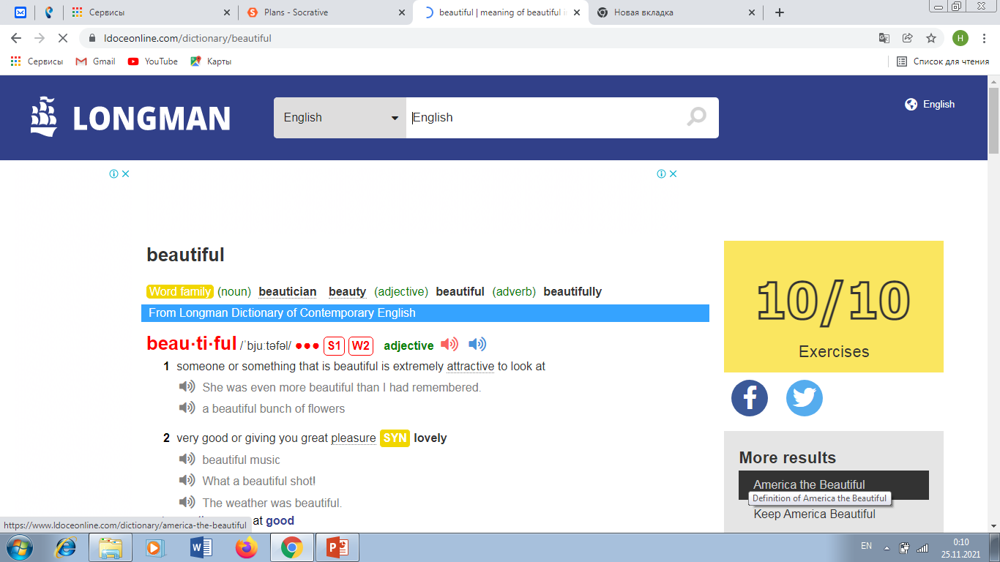 Сервисы
Plans - Socrative
beautiful | meaning of beautiful i
Новая вкладка
ldoceonline.com/dictionary/beautiful
H
Сервисы
Gmail
YouTube
Карты
Список для чтения
LONGMAN
English
English
English
beautiful
Word family (noun) beautician beauty (adjective) beautiful (adverb) beautifully
From Longman Dictionary of Contemporary English
beau·ti·ful /ˈbjuːtəfəl/ ●●● S1 W2 adjective
1 someone or something that is beautiful is extremely attractive to look at
She was even more beautiful than I had remembered.
a beautiful bunch of flowers
2 very good or giving you great pleasure SYN lovely
beautiful music
What a beautiful shot!
The weather was beautiful.
at good
10/10
Exercises
More results
America the Beautiful
Definition of America the Beautiful
Keep America Beautiful
https://www.ldoceonline.com/dictionary/america-the-beautiful
EN
0:10
25.11.2021